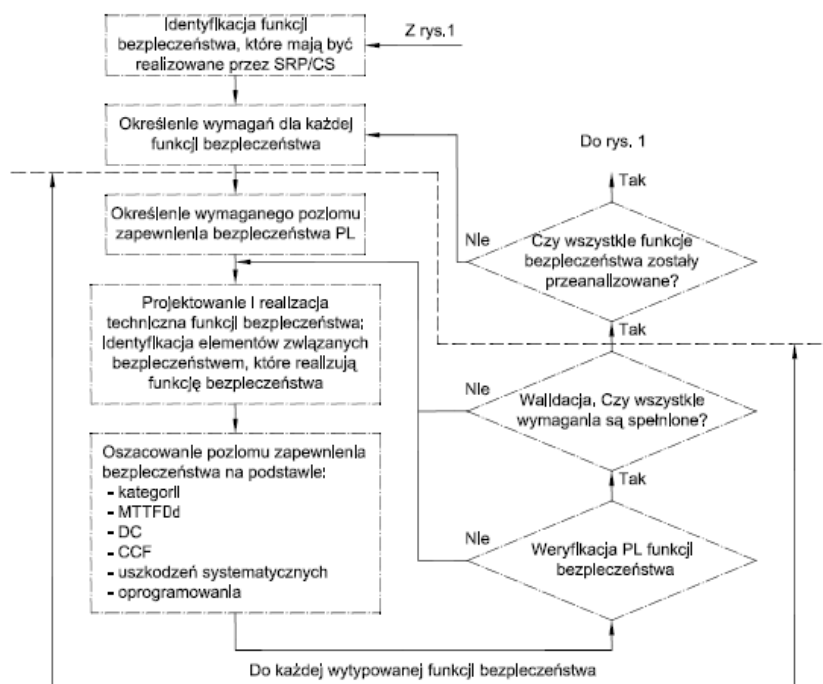 Identyfikacja funkcji
bezpieczeństwa, które mają być
realizowane przez SRP/CS
Z rys.1
Określenie wymagań dla każdej
funkcji bezpieczeństwa
Do rys. 1
Tak
Określenie wymaganego poziomu
zapewnienia bezpieczeństwa PL
Nie
Czy wszystkie funkcje
bezpieczeństwa zostały
przeanalizowane?
Projektowanie i realizacja
techniczna funkcji bezpieczeństwa;
Identyfikacja elementów związanych
bezpieczeństwem, które realizują
funkcję bezpieczeństwa
Tak
Nie
Walidacja, Czy wszystkie
wymagania są spełnione?
Oszacowanie poziomu zapewnienia
bezpieczeństwa na podstawie:
- kategorii
- MTTF▯d
- DC
- CCF
- uszkodzeń systematycznych
- oprogramowania
Tak
Nie
Weryfikacja PL funkcji
bezpieczeństwa
Do każdej wytypowanej funkcji bezpieczeństwa